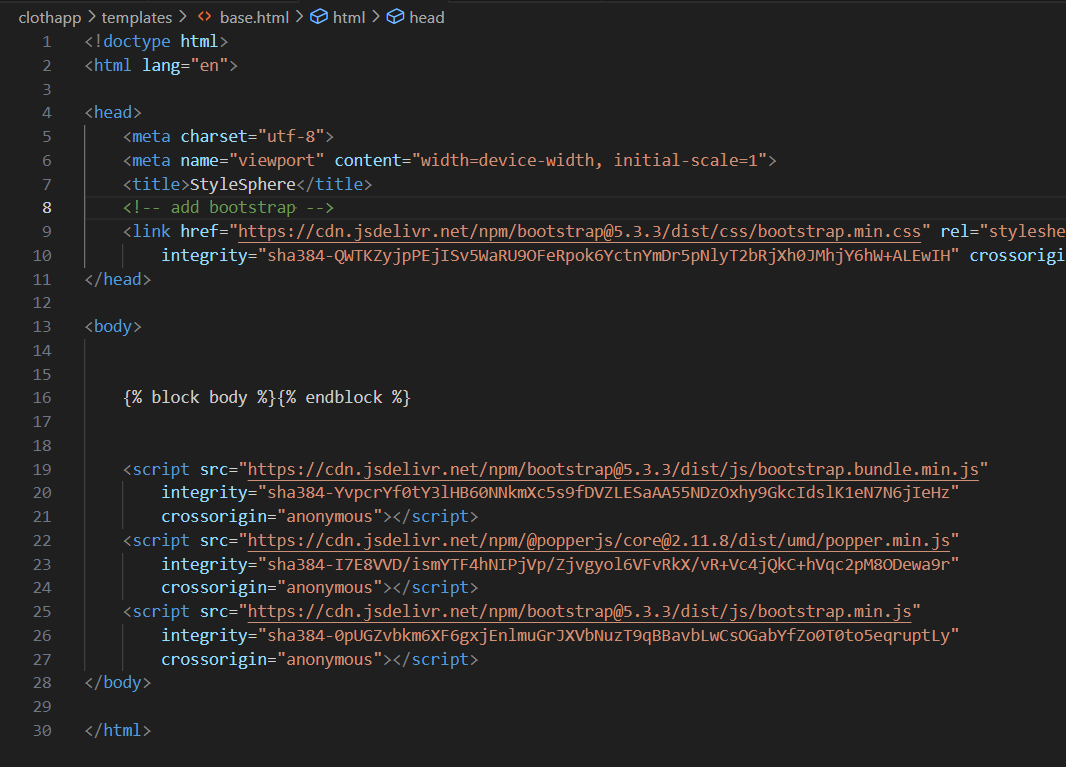 clothapp > templates > <> base.html > html > head
1 <!doctype html>
2 <html lang="en">
3
4 <head>
5 <meta charset="utf-8">
6 <meta name="viewport" content="width=device-width, initial-scale=1">
7 <title>StyleSphere</title>
8 <!-- add bootstrap -->
9 <link href="https://cdn.jsdelivr.net/npm/bootstrap@5.3.3/dist/css/bootstrap.min.css" rel="styleshe
10 integrity="sha384-QWTKZyjpPEjISv5WaRU9OFeRpok6YctnYmDr5pNlyT2bRjXh0JMhjY6hW+ALEwIH" crossorigi
11 </head>
12
13 <body>
14
15
16 {% block body %}{% endblock %}
17
18
19 <script src="https://cdn.jsdelivr.net/npm/bootstrap@5.3.3/dist/js/bootstrap.bundle.min.js"
20 integrity="sha384-YvpcrYf0tY3lHB60NNkmXc5s9fDVZLESaAA55NDzOxhy9GkcIdslK1eN7N6jIeHz"
21 crossorigin="anonymous"></script>
22 <script src="https://cdn.jsdelivr.net/npm/@popperjs/core@2.11.8/dist/umd/popper.min.js"
23 integrity="sha384-I7E8VVD/ismYTF4hNIPjVp/Zjvgyol6VFvRkX/vR+Vc4jQkC+hVqc2pM8ODewa9r"
24 crossorigin="anonymous"></script>
25 <script src="https://cdn.jsdelivr.net/npm/bootstrap@5.3.3/dist/js/bootstrap.min.js"
26 integrity="sha384-0pUGZvbkm6XF6gxjEnlmuGrJXVbNuzT9qBBavbLwCsOGabYfZo0T0to5eqruptLy"
27 crossorigin="anonymous"></script>
28 </body>
29
30 </html>